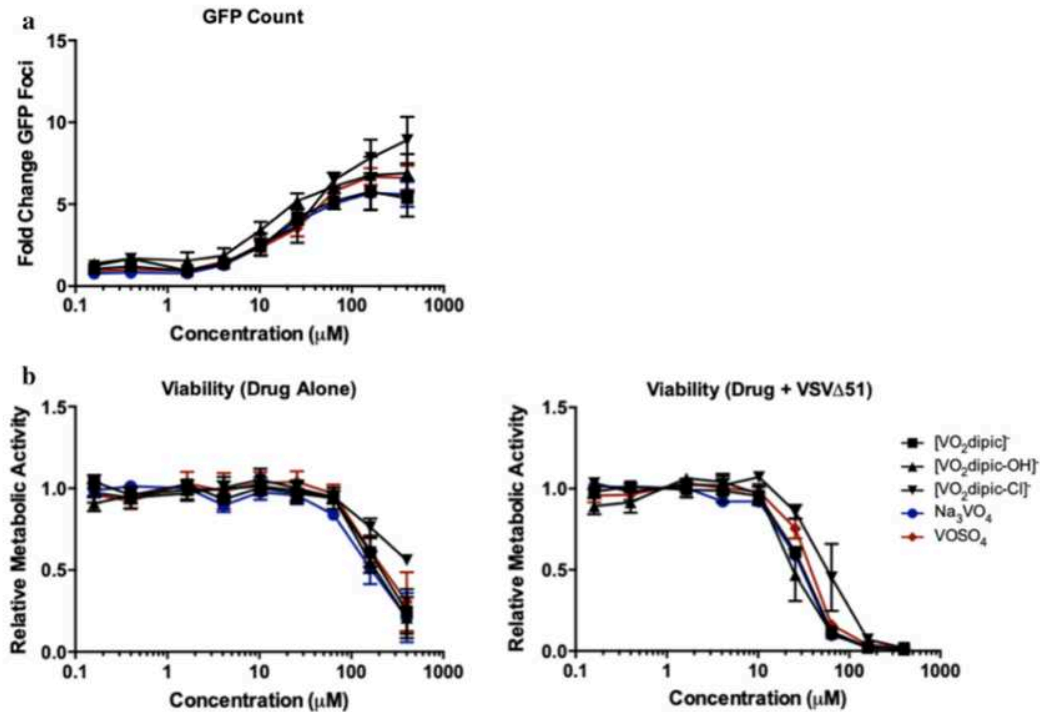 a
GFP Count
Fold Change GFP Foci
15
10
5
0
0.1 1 10 100 1000
Concentration (μM)
b
Viability (Drug Alone)
Relative Metabolic Activity
1.5
1.0
0.5
0.0
0.1 1 10 100 1000
Concentration (μM)
Viability (Drug + VSVΔ51)
Relative Metabolic Activity
1.5
1.0
0.5
0.0
0.1 1 10 100 1000
Concentration (μM)
[VO₂dipic]⁻
[VO₂dipic-OH]⁻
[VO₂dipic-Cl]⁻
Na₃VO₄
VOSO₄